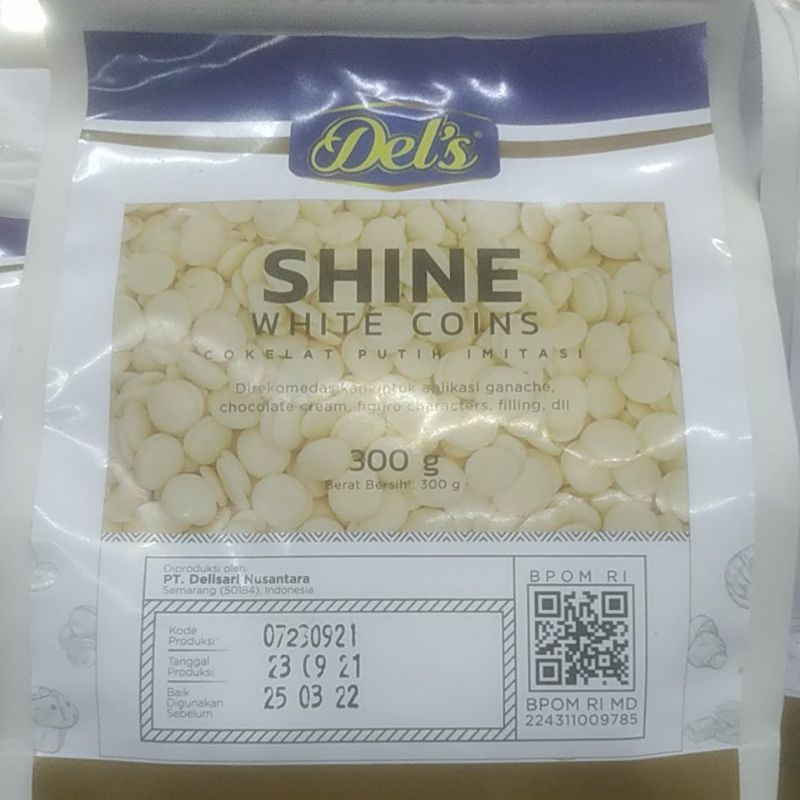 Del's
SHINE
WHITE COINS
COKELAT PUTIH IMITASI
Direkomedasikan untuk aplikasi ganache,
chocolate cream, figure characters, filling, dll
300 g
Berat Bersih : 300 g
Diproduksi oleh:
PT. Delisari Nusantara
Semarang (50184), Indonesia
Kode
Produksi:
07230921
Tanggal
Produksi:
23 09 21
Baik
Digunakan
Sebelum
25 03 22
BPOM RI
BPOM RI MD
224311009785